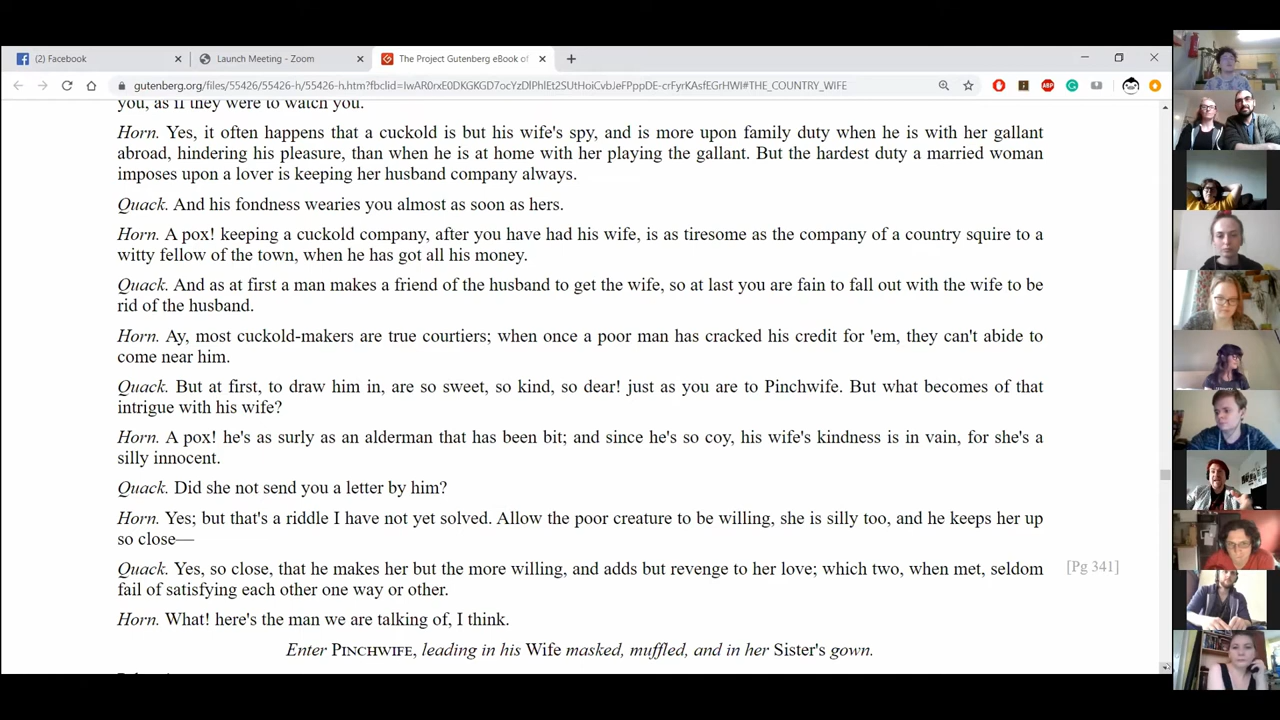 (2) Facebook
Launch Meeting - Zoom
The Project Gutenberg eBook of
gutenberg.org/files/55426/55426-h/55426-h.htm?fbclid=IwAR0rxE0DKGKGD7ocYzDlPhlEt2SUtHoiCvbJeFPppDE-crFyrKAsfEGrHWI#THE_COUNTRY_WIFE
you, as if they were to watch you.
Horn. Yes, it often happens that a cuckold is but his wife's spy, and is more upon family duty when he is with her gallant
abroad, hindering his pleasure, than when he is at home with her playing the gallant. But the hardest duty a married woman
imposes upon a lover is keeping her husband company always.
Quack. And his fondness wearies you almost as soon as hers.
Horn. A pox! keeping a cuckold company, after you have had his wife, is as tiresome as the company of a country squire to a
witty fellow of the town, when he has got all his money.
Quack. And as at first a man makes a friend of the husband to get the wife, so at last you are fain to fall out with the wife to be
rid of the husband.
Horn. Ay, most cuckold-makers are true courtiers; when once a poor man has cracked his credit for 'em, they can't abide to
come near him.
Quack. But at first, to draw him in, are so sweet, so kind, so dear! just as you are to Pinchwife. But what becomes of that
intrigue with his wife?
Horn. A pox! he's as surly as an alderman that has been bit; and since he's so coy, his wife's kindness is in vain, for she's a
silly innocent.
Quack. Did she not send you a letter by him?
Horn. Yes; but that's a riddle I have not yet solved. Allow the poor creature to be willing, she is silly too, and he keeps her up
so close—
Quack. Yes, so close, that he makes her but the more willing, and adds but revenge to her love; which two, when met, seldom
[Pg 341]
fail of satisfying each other one way or other.
Horn. What! here's the man we are talking of, I think.
Enter PINCHWIFE, leading in his Wife masked, muffled, and in her Sister's gown.